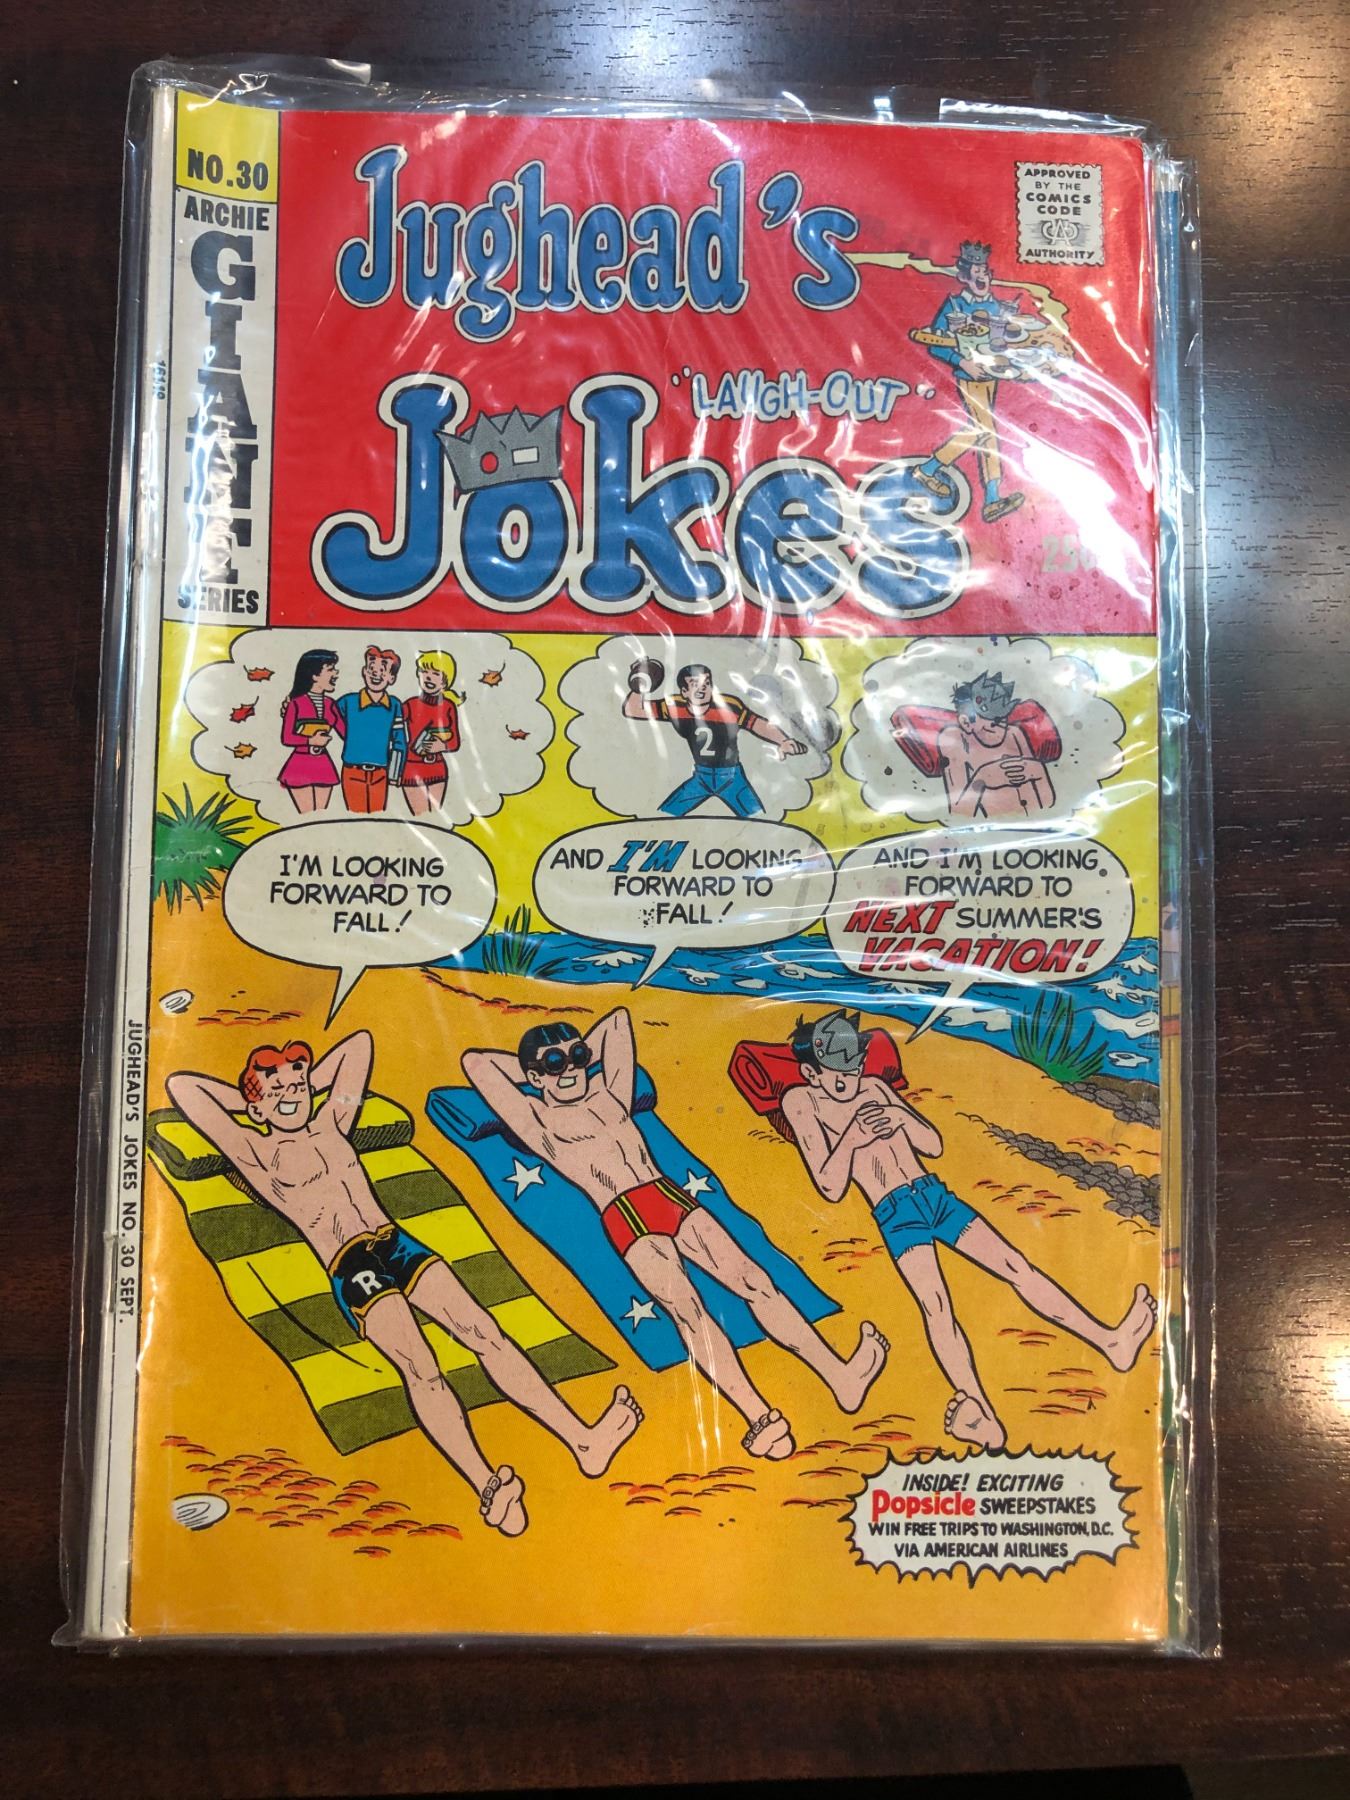 NO.30
ARCHIE
GIANT
SERIES
Jughead's
"LAUGH-OUT"
Jokes
APPROVED
BY THE
COMICS
CODE
CA
AUTHORITY
25¢
I'M LOOKING
FORWARD TO
FALL!
AND I'M LOOKING
FORWARD TO
FALL!
2
AND I'M LOOKING
FORWARD TO
NEXT SUMMER'S
VACATION!
R
JUGHEAD'S JOKES NO. 30 SEPT.
INSIDE! EXCITING
Popsicle SWEEPSTAKES
WIN FREE TRIPS TO WASHINGTON, D.C.
VIA AMERICAN AIRLINES